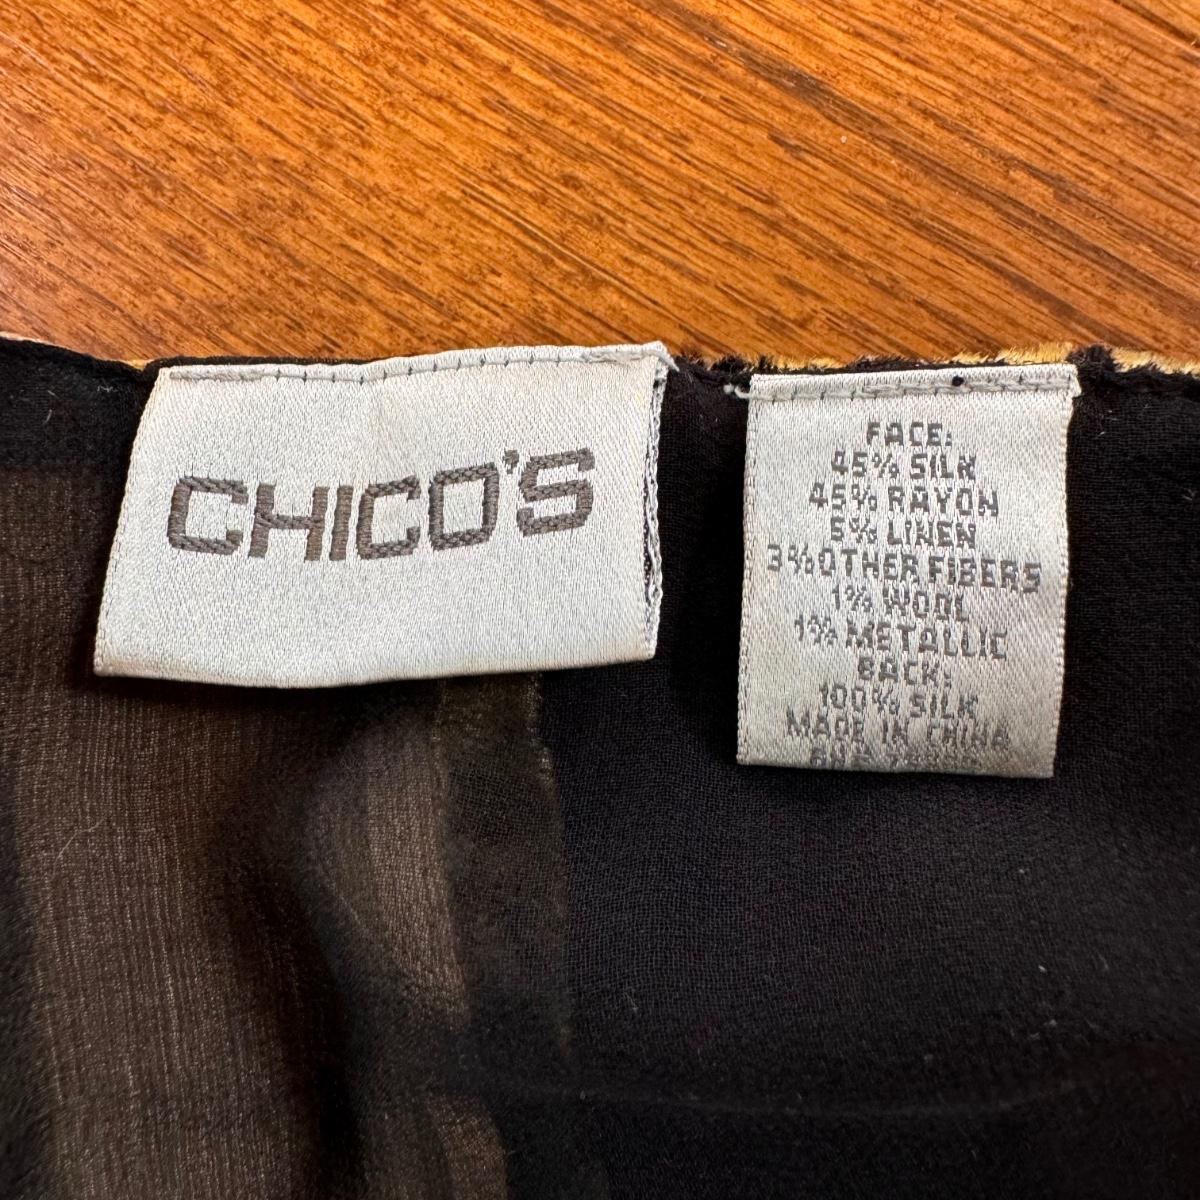 CHICO'S
FACE:
45% SILK
45% RAYON
5% LINEN
3% OTHER FIBERS
1% WOOL
1% METALLIC
BACK:
100% SILK
MADE IN CHINA